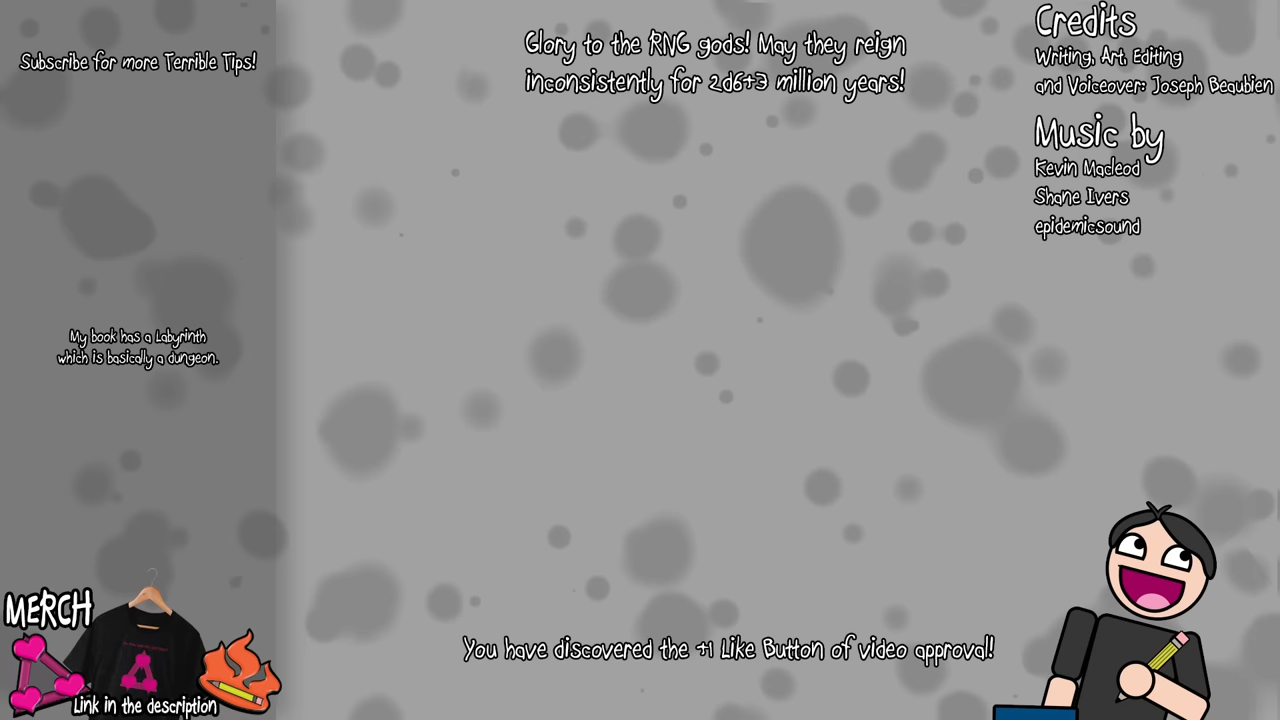 Subscribe for more Terrible Tips!
Glory to the RNG gods! May they reign
inconsistently for 2d6+3 million years!
Credits
Writing, Art, Editing
and Voiceover: Joseph Beaubien
Music by
Kevin Macleod
Shane Ivers
epidemicsound
My book has a Labyrinth
which is basically a dungeon.
You have discovered the +1 Like Button of video approval!
MERCH
Link in the description